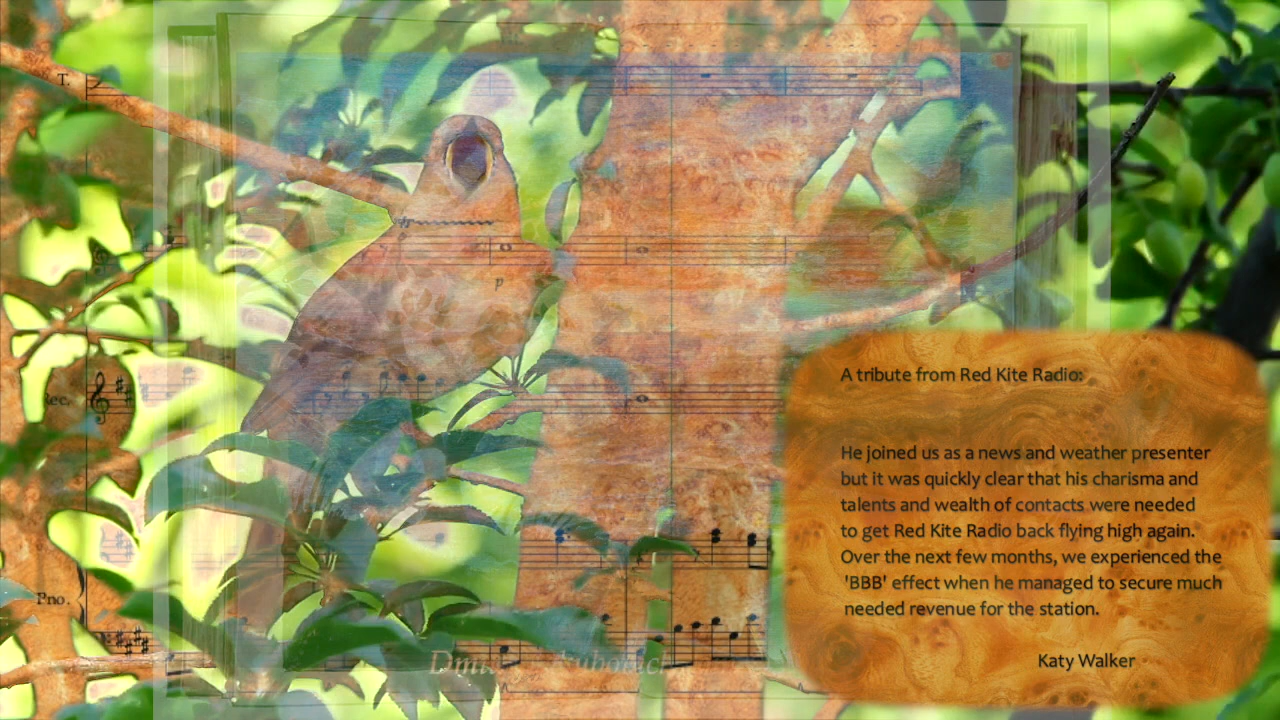 T.
A tribute from Red Kite Radio:
p
He joined us as a news and weather presenter
but it was quickly clear that his charisma and
talents and wealth of contacts were needed
to get Red Kite Radio back flying high again.
Over the next few months, we experienced the
'BBB' effect when he managed to secure much
needed revenue for the station.
Pno.
Katy Walker